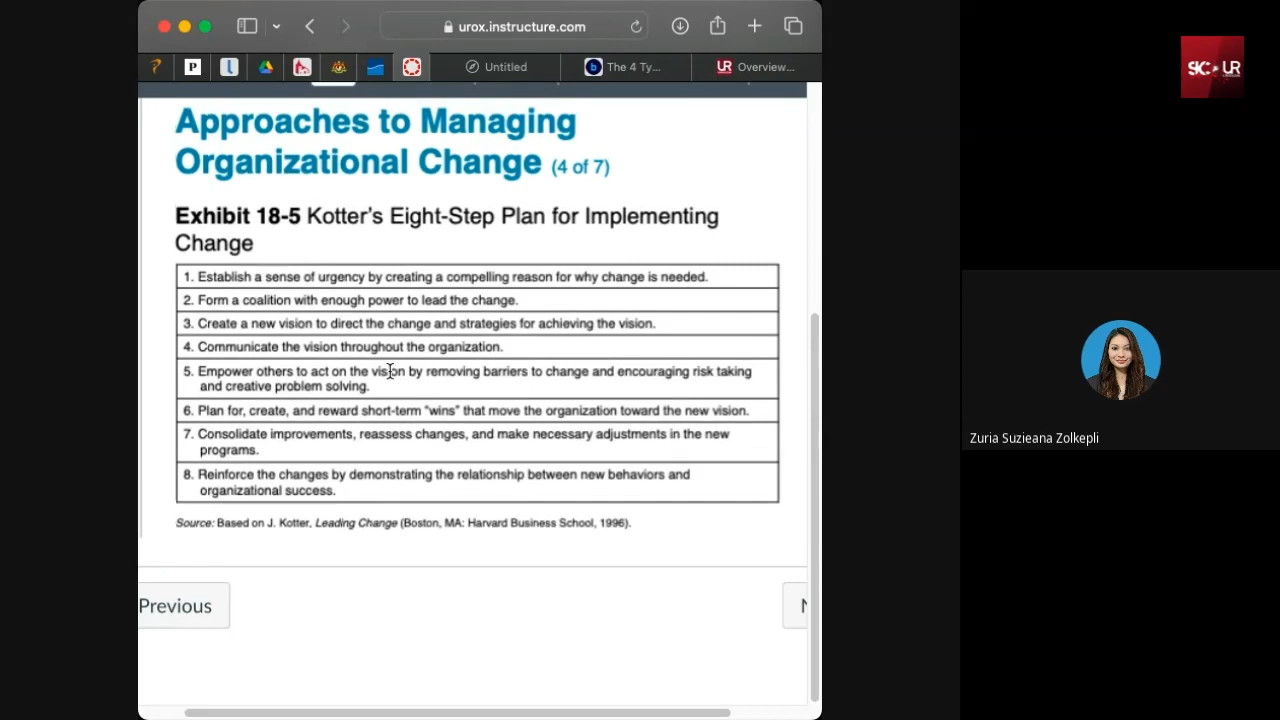 urox.instructure.com
P
Untitled
b
The 4 Ty...
UR
Overview...
Approaches to Managing
Organizational Change (4 of 7)
Exhibit 18-5 Kotter's Eight-Step Plan for Implementing
Change
1. Establish a sense of urgency by creating a compelling reason for why change is needed.
2. Form a coalition with enough power to lead the change.
3. Create a new vision to direct the change and strategies for achieving the vision.
4. Communicate the vision throughout the organization.
5. Empower others to act on the vision by removing barriers to change and encouraging risk taking
and creative problem solving.
6. Plan for, create, and reward short-term “wins” that move the organization toward the new vision.
7. Consolidate improvements, reassess changes, and make necessary adjustments in the new
programs.
8. Reinforce the changes by demonstrating the relationship between new behaviors and
organizational success.
Source: Based on J. Kotter, Leading Change (Boston, MA: Harvard Business School, 1996).
Previous
Zuria Suzieana Zolkepli